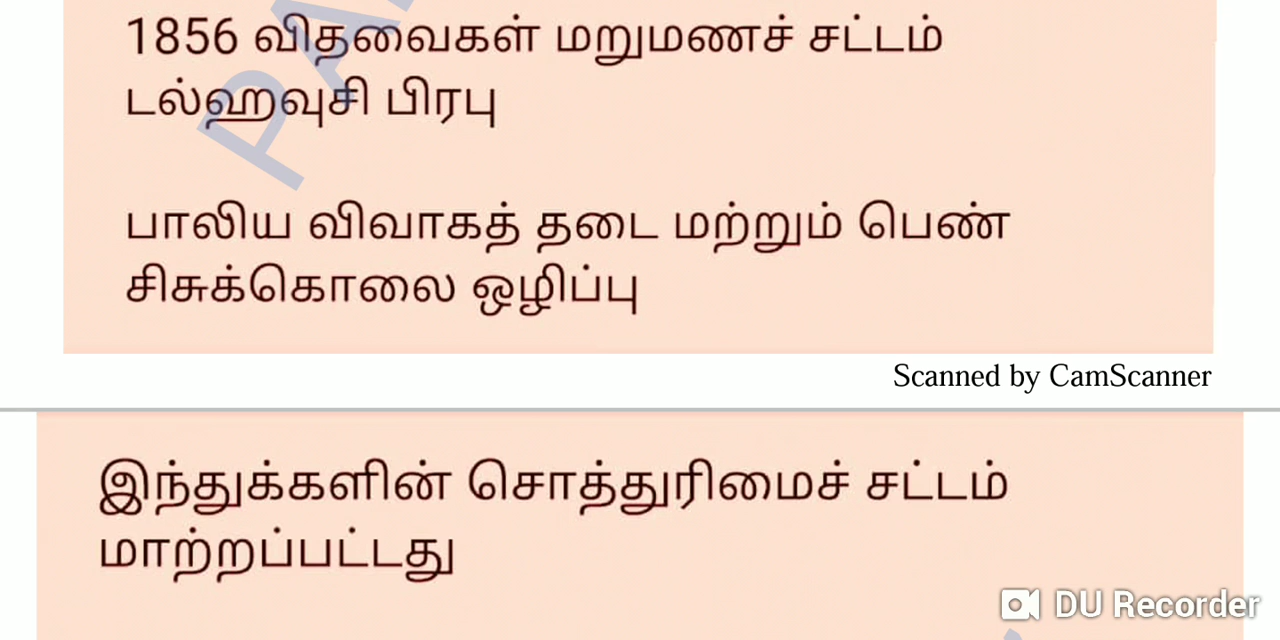 1856 விதவைகள் மறுமணச் சட்டம்
டல்ஹவுசி பிரபு
பாலிய விவாகத் தடை மற்றும் பெண்
சிசுக்கொலை ஒழிப்பு
Scanned by CamScanner
இந்துக்களின் சொத்துரிமைச் சட்டம்
மாற்றப்பட்டது
DU Recorder